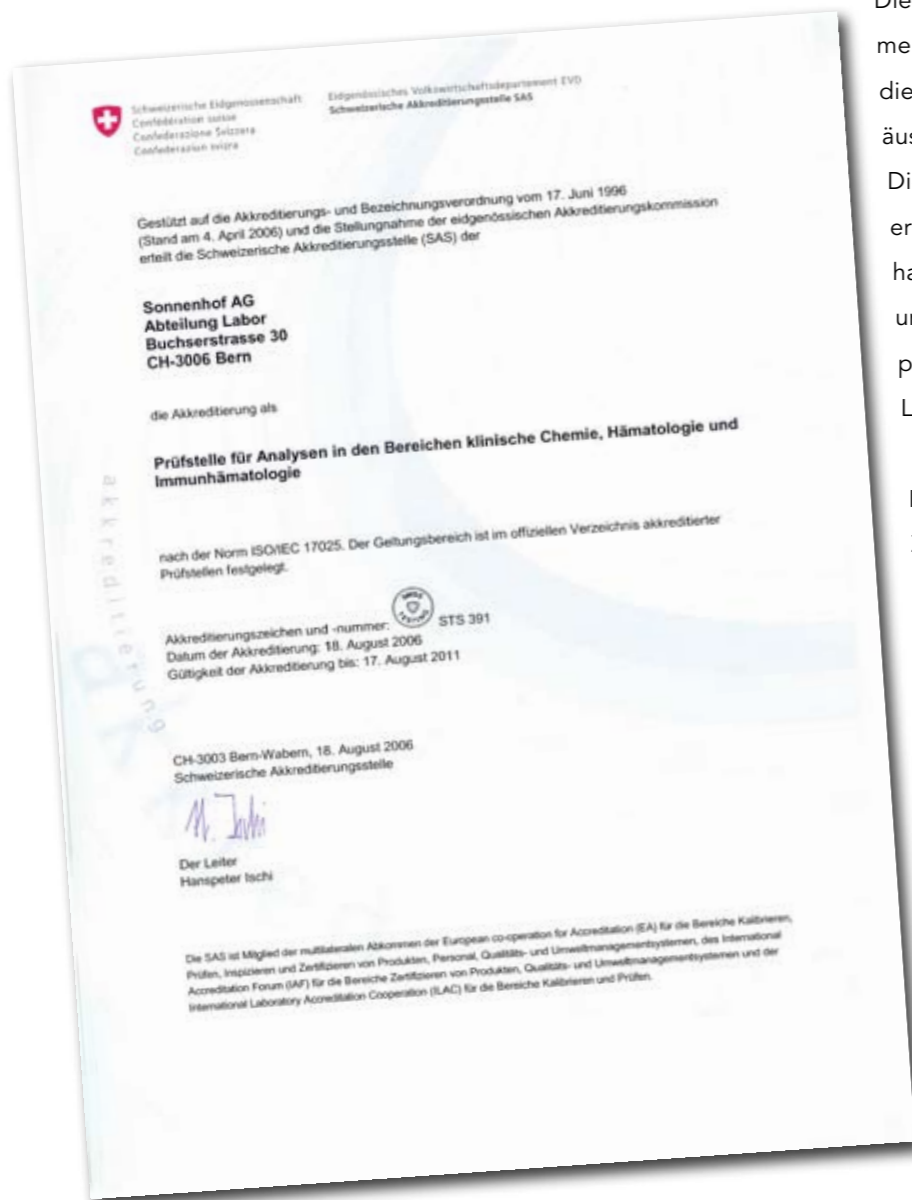 Schweizerische Eidgenossenschaft
Confédération suisse
Confederazione Svizzera
Confederaziun svizra
Eidgenössisches Volkswirtschaftsdepartement EVD
Schweizerische Akkreditierungsstelle SAS
Gestützt auf die Akkreditierungs- und Bezeichnungsverordnung vom 17. Juni 1996
(Stand am 4. April 2006) und die Stellungnahme der eidgenössischen Akkreditierungskommission
erteilt die Schweizerische Akkreditierungsstelle (SAS) der
Sonnenhof AG
Abteilung Labor
Buchserstrasse 30
CH-3006 Bern
die Akkreditierung als
Prüfstelle für Analysen in den Bereichen klinische Chemie, Hämatologie und
Immunhämatologie
akkreditierung
nach der Norm ISO/IEC 17025. Der Geltungsbereich ist im offiziellen Verzeichnis akkreditierter
Prüfstellen festgelegt.
Akkreditierungszeichen und -nummer: STS 391
Datum der Akkreditierung: 18. August 2006
Gültigkeit der Akkreditierung bis: 17. August 2011
CH-3003 Bern-Wabern, 18. August 2006
Schweizerische Akkreditierungsstelle
Der Leiter
Hanspeter Ischi
Die SAS ist Mitglied der multilateralen Abkommen der European co-operation for Accreditation (EA) für die Bereiche Kalibrieren,
Prüfen, Inspizieren und Zertifizieren von Produkten, Personal, Qualitäts- und Umweltmanagementsystemen, des International
Accreditation Forum (IAF) für die Bereiche Zertifizieren von Produkten, Qualitäts- und Umweltmanagementsystemen und der
International Laboratory Accreditation Cooperation (ILAC) für die Bereiche Kalibrieren und Prüfen.
Die
me
die
äus
Di
er
ha